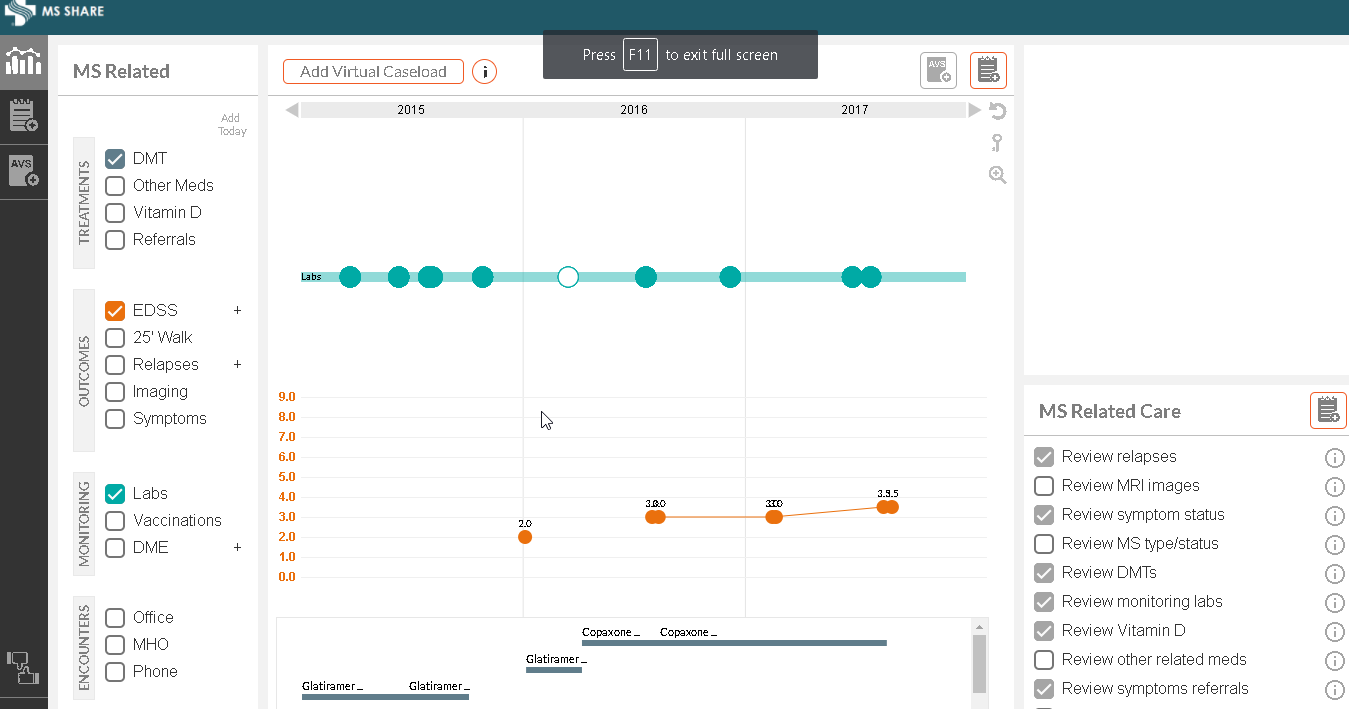 MS SHARE
Press F11 to exit full screen
MS Related
Add Virtual Caseload
i
AVS
AVS
Add
Today
TREATMENTS
DMT
Other Meds
Vitamin D
Referrals
OUTCOMES
EDSS +
25' Walk
Relapses +
Imaging
Symptoms
MONITORING
Labs
Vaccinations
DME +
ENCOUNTERS
Office
MHO
Phone
2015 2016 2017
Labs
9.0
8.0
7.0
6.0
5.0
4.0
3.0
2.0
1.0
0.0
2.0
Copaxone _ Copaxone _
Glatiramer _
Glatiramer _ Glatiramer _
MS Related Care
Review relapses
Review MRI images
Review symptom status
Review MS type/status
Review DMTs
Review monitoring labs
Review Vitamin D
Review other related meds
Review symptoms referrals